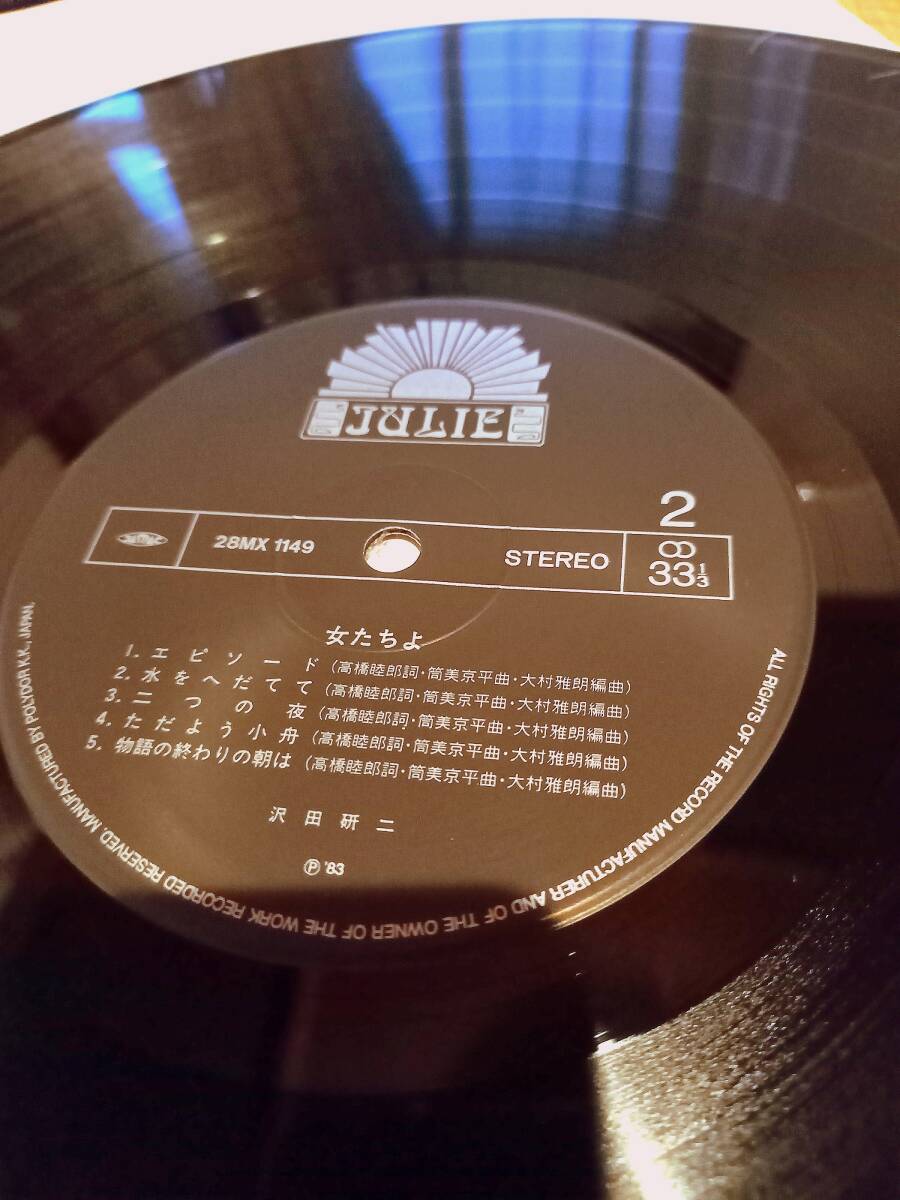 JULIE
2
28MX 1149
STEREO
33 1/3
女たちよ
1. エピソード (高橋睦郎詞・筒美京平曲・大村雅朗編曲)
2. 水をへだてて (高橋睦郎詞・筒美京平曲・大村雅朗編曲)
3. 二つの夜 (高橋睦郎詞・筒美京平曲・大村雅朗編曲)
4. ただよう小舟 (高橋睦郎詞・筒美京平曲・大村雅朗編曲)
5. 物語の終わりの朝は (高橋睦郎詞・筒美京平曲・大村雅朗編曲)
沢田研二
Ⓟ '83
ALL RIGHTS OF THE RECORD MANUFACTURER AND OF THE OWNER OF THE WORK RECORDED RESERVED. MANUFACTURED BY POLYDOR K.K., JAPAN.